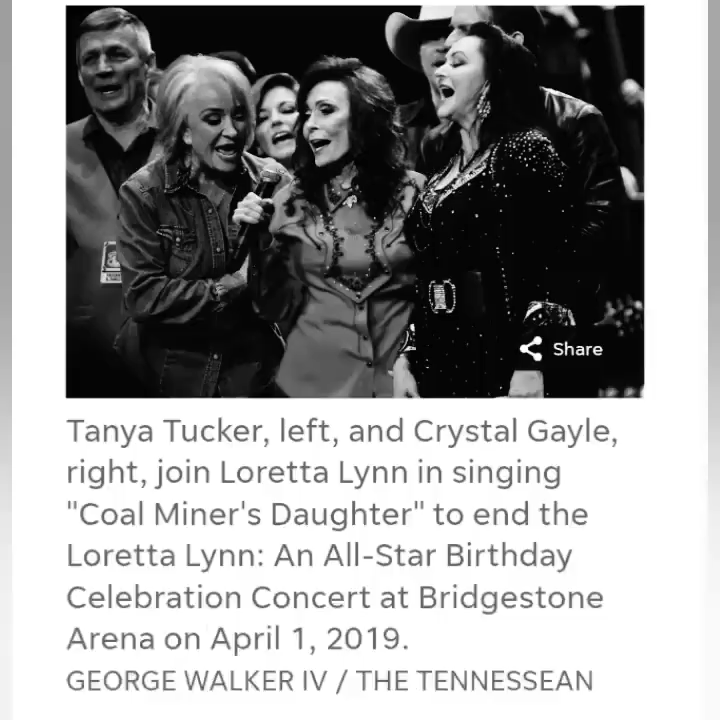 Share
Tanya Tucker, left, and Crystal Gayle,
right, join Loretta Lynn in singing
"Coal Miner's Daughter" to end the
Loretta Lynn: An All-Star Birthday
Celebration Concert at Bridgestone
Arena on April 1, 2019.
GEORGE WALKER IV / THE TENNESSEAN